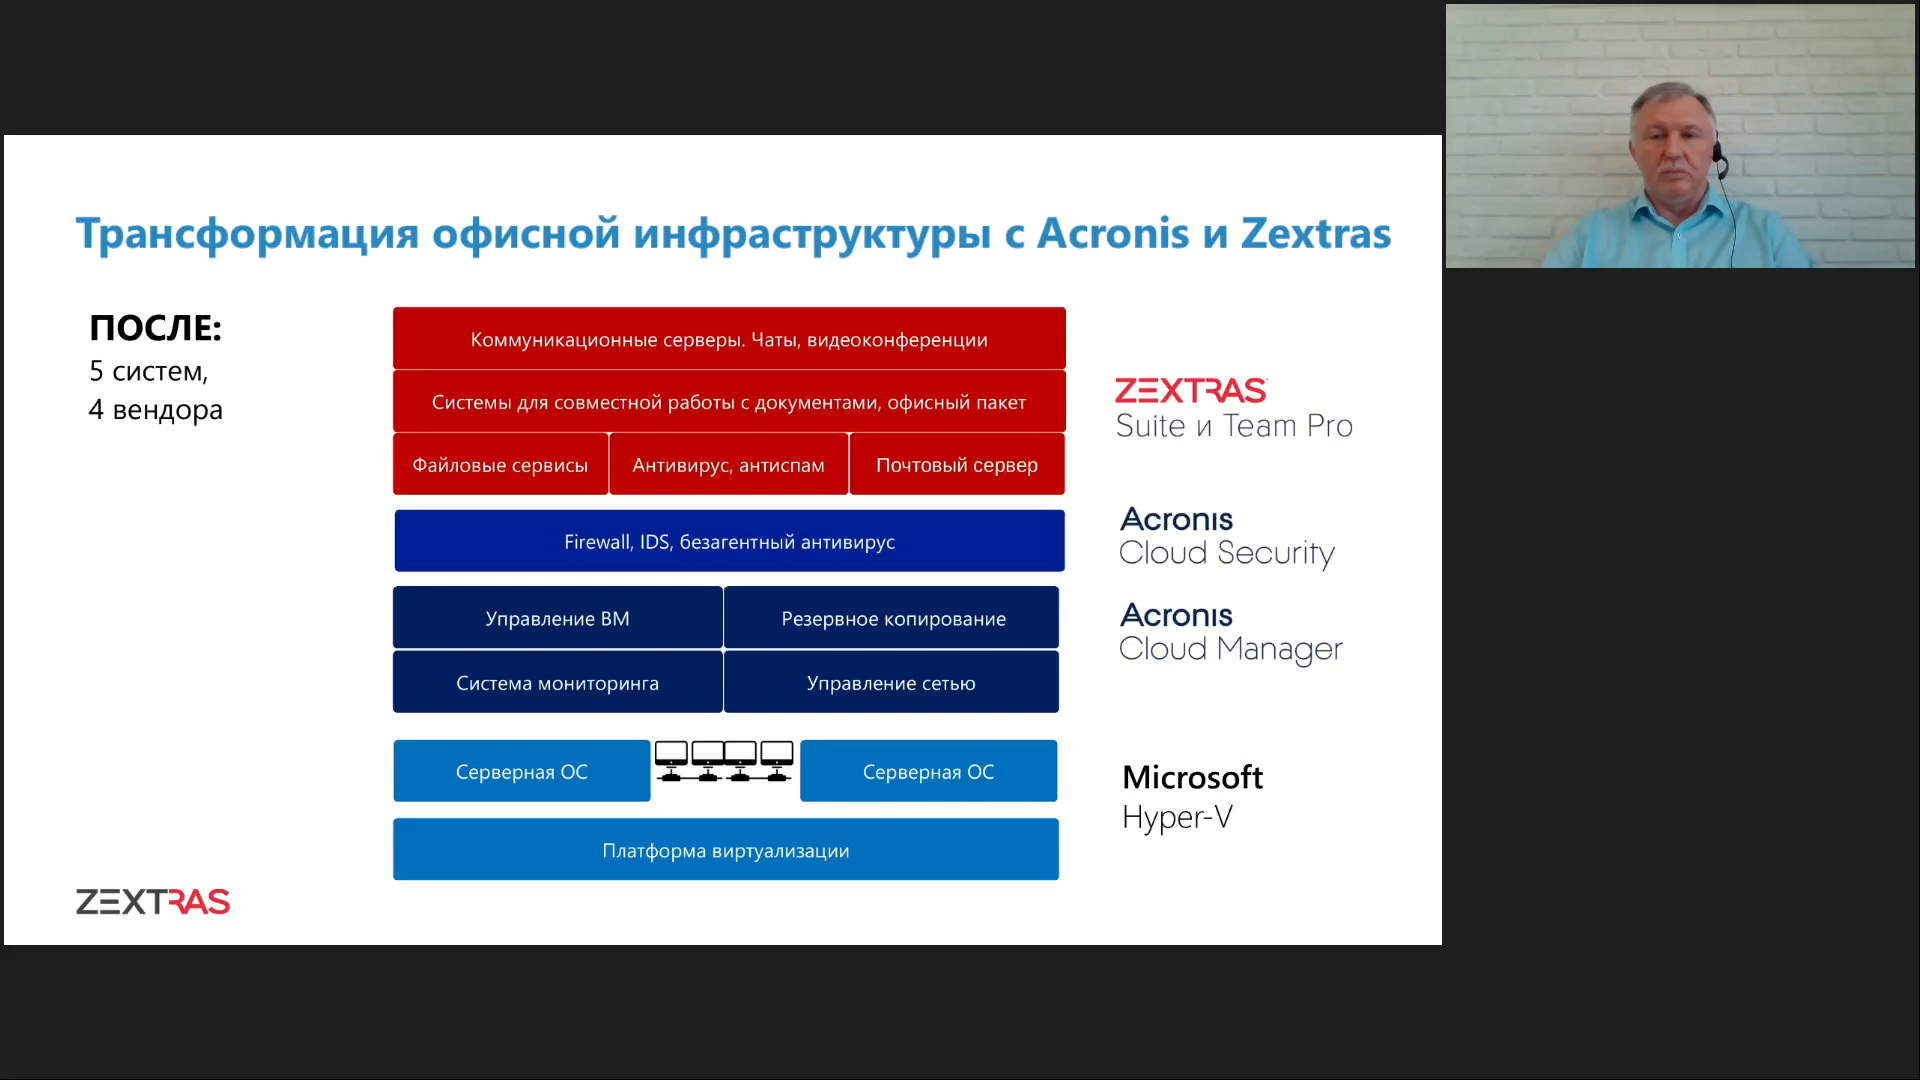 Трансформация офисной инфраструктуры с Acronis и Zextras
ПОСЛЕ:
5 систем,
4 вендора
Коммуникационные серверы. Чаты, видеоконференции
Системы для совместной работы с документами, офисный пакет
Файловые сервисы
Антивирус, антиспам
Почтовый сервер
ZEXTRAS
Suite и Team Pro
Firewall, IDS, безагентный антивирус
Acronis
Cloud Security
Управление ВМ
Резервное копирование
Система мониторинга
Управление сетью
Acronis
Cloud Manager
Серверная ОС
Серверная ОС
Платформа виртуализации
Microsoft
Hyper-V
ZEXTRAS